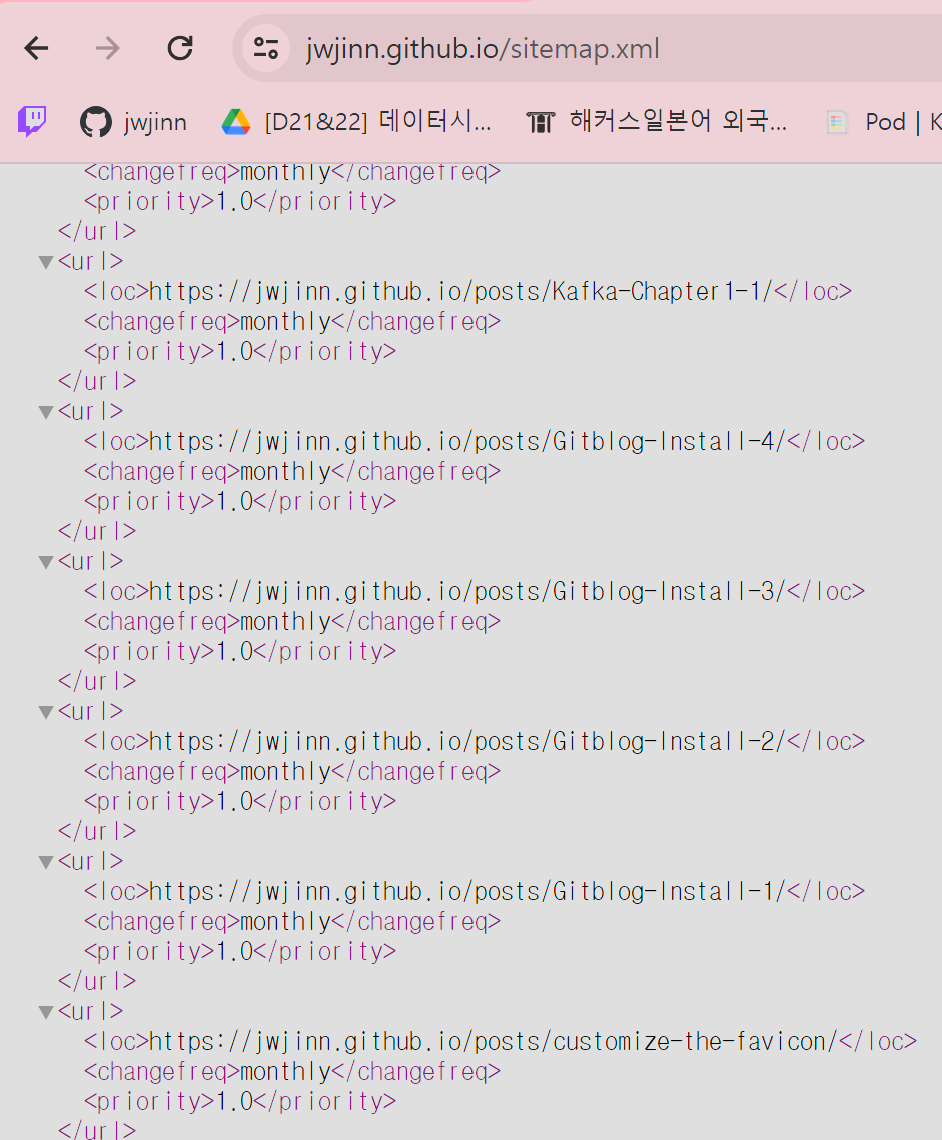 jwjinn.github.io/sitemap.xml
jwjinn [D21&22] 데이터시... 해커스일본어 외국... Pod | K
<changefreq>monthly</changefreq>
<priority>1.0</priority>
</url>
▼<url>
<loc>https://jwjinn.github.io/posts/Kafka-Chapter1-1/</loc>
<changefreq>monthly</changefreq>
<priority>1.0</priority>
</url>
▼<url>
<loc>https://jwjinn.github.io/posts/Gitblog-Install-4/</loc>
<changefreq>monthly</changefreq>
<priority>1.0</priority>
</url>
▼<url>
<loc>https://jwjinn.github.io/posts/Gitblog-Install-3/</loc>
<changefreq>monthly</changefreq>
<priority>1.0</priority>
</url>
▼<url>
<loc>https://jwjinn.github.io/posts/Gitblog-Install-2/</loc>
<changefreq>monthly</changefreq>
<priority>1.0</priority>
</url>
▼<url>
<loc>https://jwjinn.github.io/posts/Gitblog-Install-1/</loc>
<changefreq>monthly</changefreq>
<priority>1.0</priority>
</url>
▼<url>
<loc>https://jwjinn.github.io/posts/customize-the-favicon/</loc>
<changefreq>monthly</changefreq>
<priority>1.0</priority>
</url>